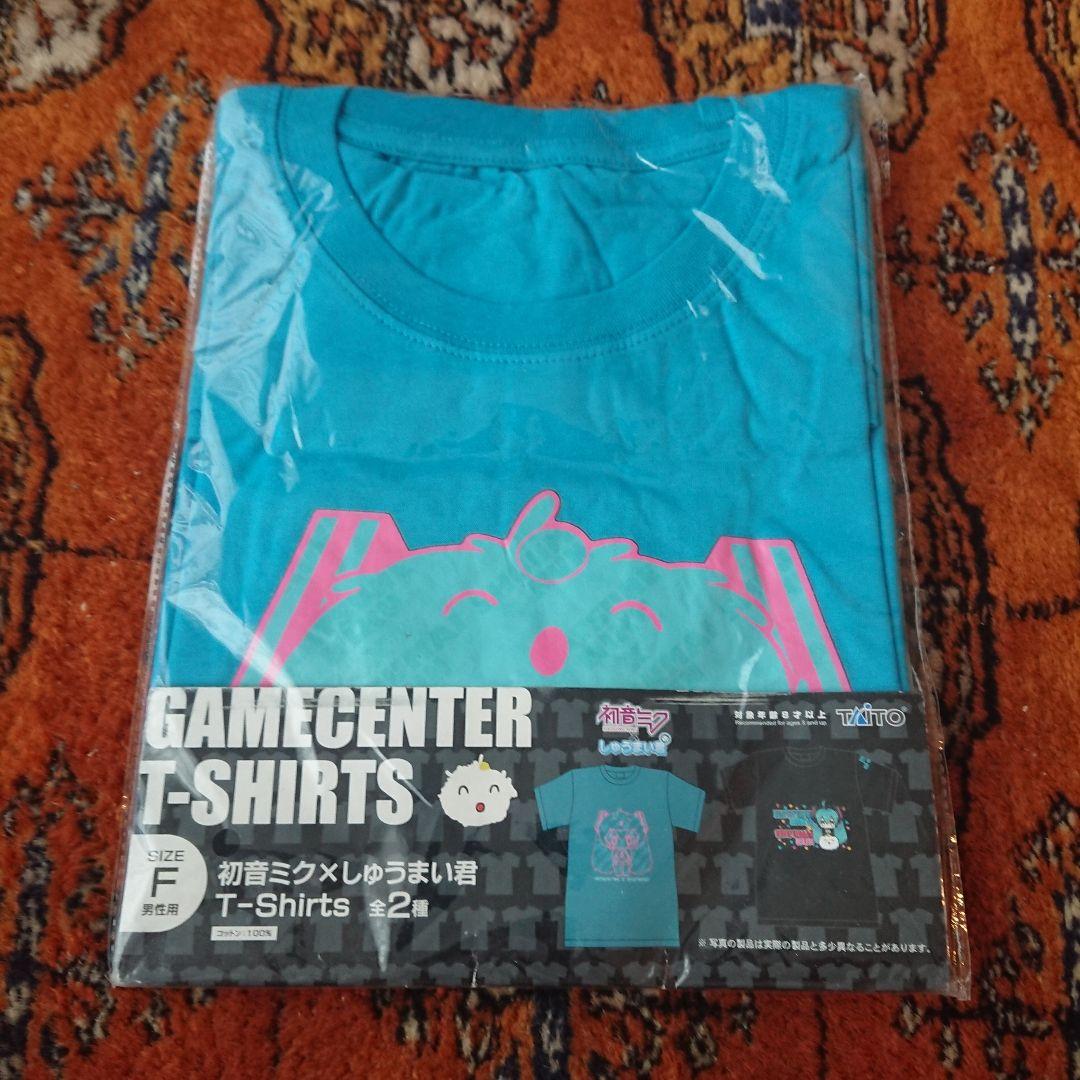 GAMECENTER
T-SHIRTS
SIZE
F
男性用
初音ミク×しゅうまい君
T-Shirts 全2種
コットン:100%
初音ミク
しゅうまい君
対象年齢8才以上
Recommended for ages 8 and up
TAITO
※写真の製品は実際の製品と多少異なることがあります。